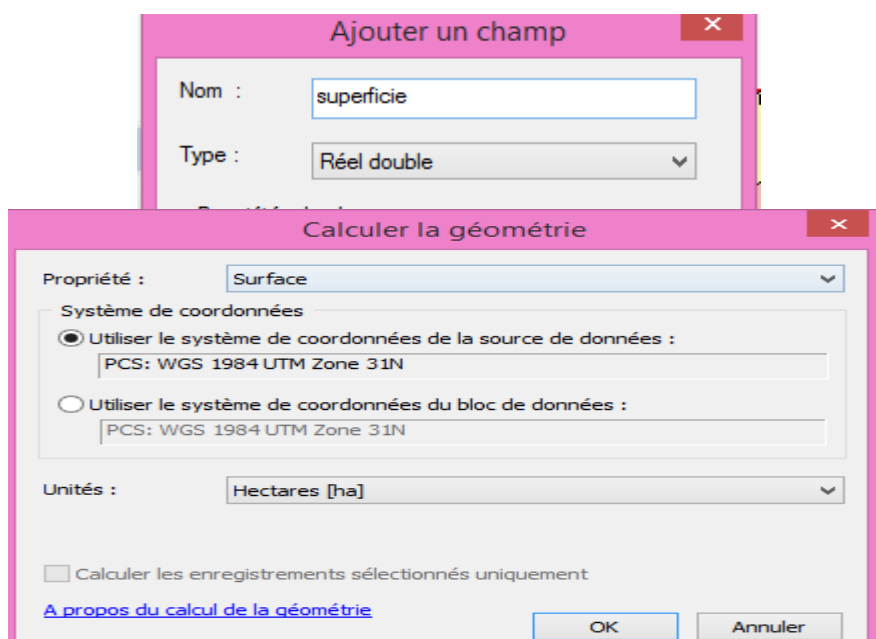 Ajouter un champ
Nom :
superficie
Type :
Réel double
Calculer la géométrie
Propriété :
Surface
Système de coordonnées
Utiliser le système de coordonnées de la source de données :
PCS: WGS 1984 UTM Zone 31N
Utiliser le système de coordonnées du bloc de données :
PCS: WGS 1984 UTM Zone 31N
Unités :
Hectares [ha]
Calculer les enregistrements sélectionnés uniquement
A propos du calcul de la géométrie
OK
Annuler